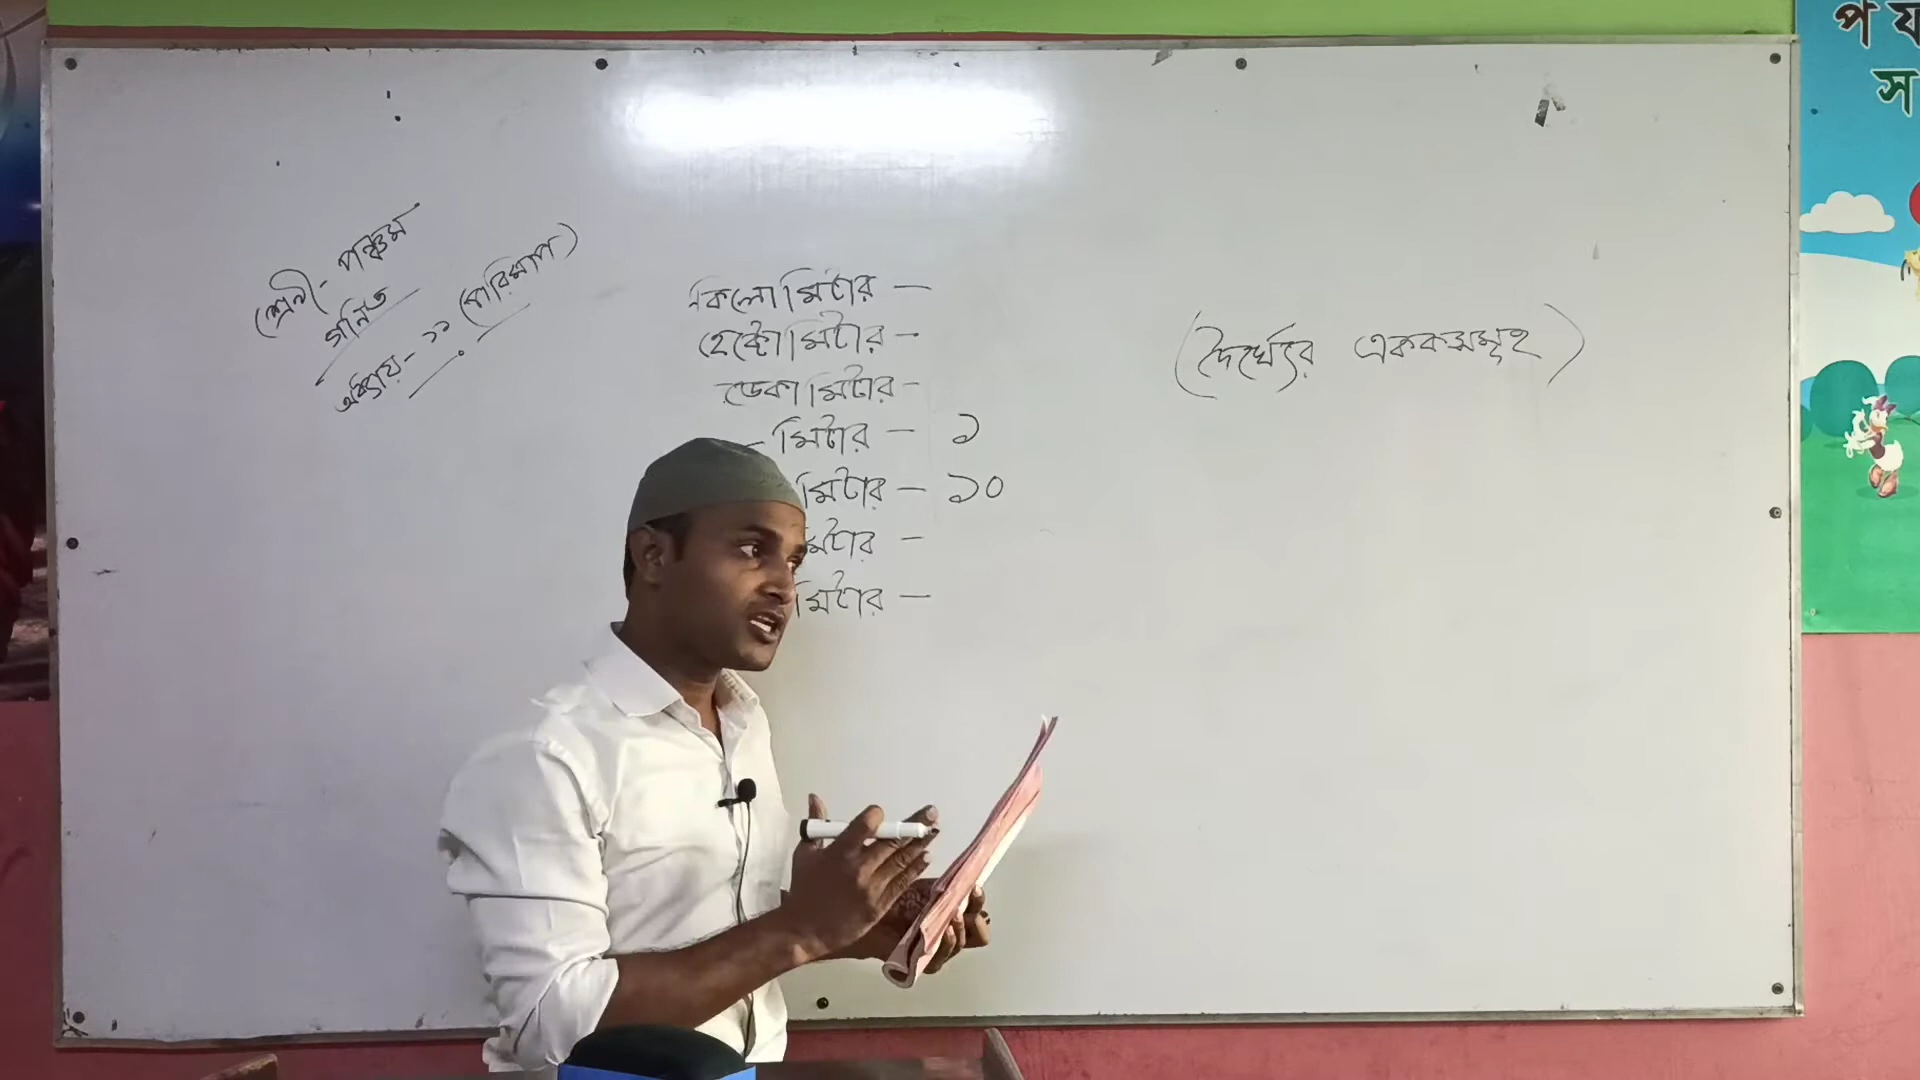 শ্রেনী- পঞ্চম
গনিত
অধ্যায়- ১১ (পরিমাপ)
কিলোমিটার —
হেক্টোমিটার —
ডেকামিটার -
মিটার — ১
মিটার — ১০
মিটার —
মিটার —
(দৈর্ঘ্যের এককসমূহ)
প য
স